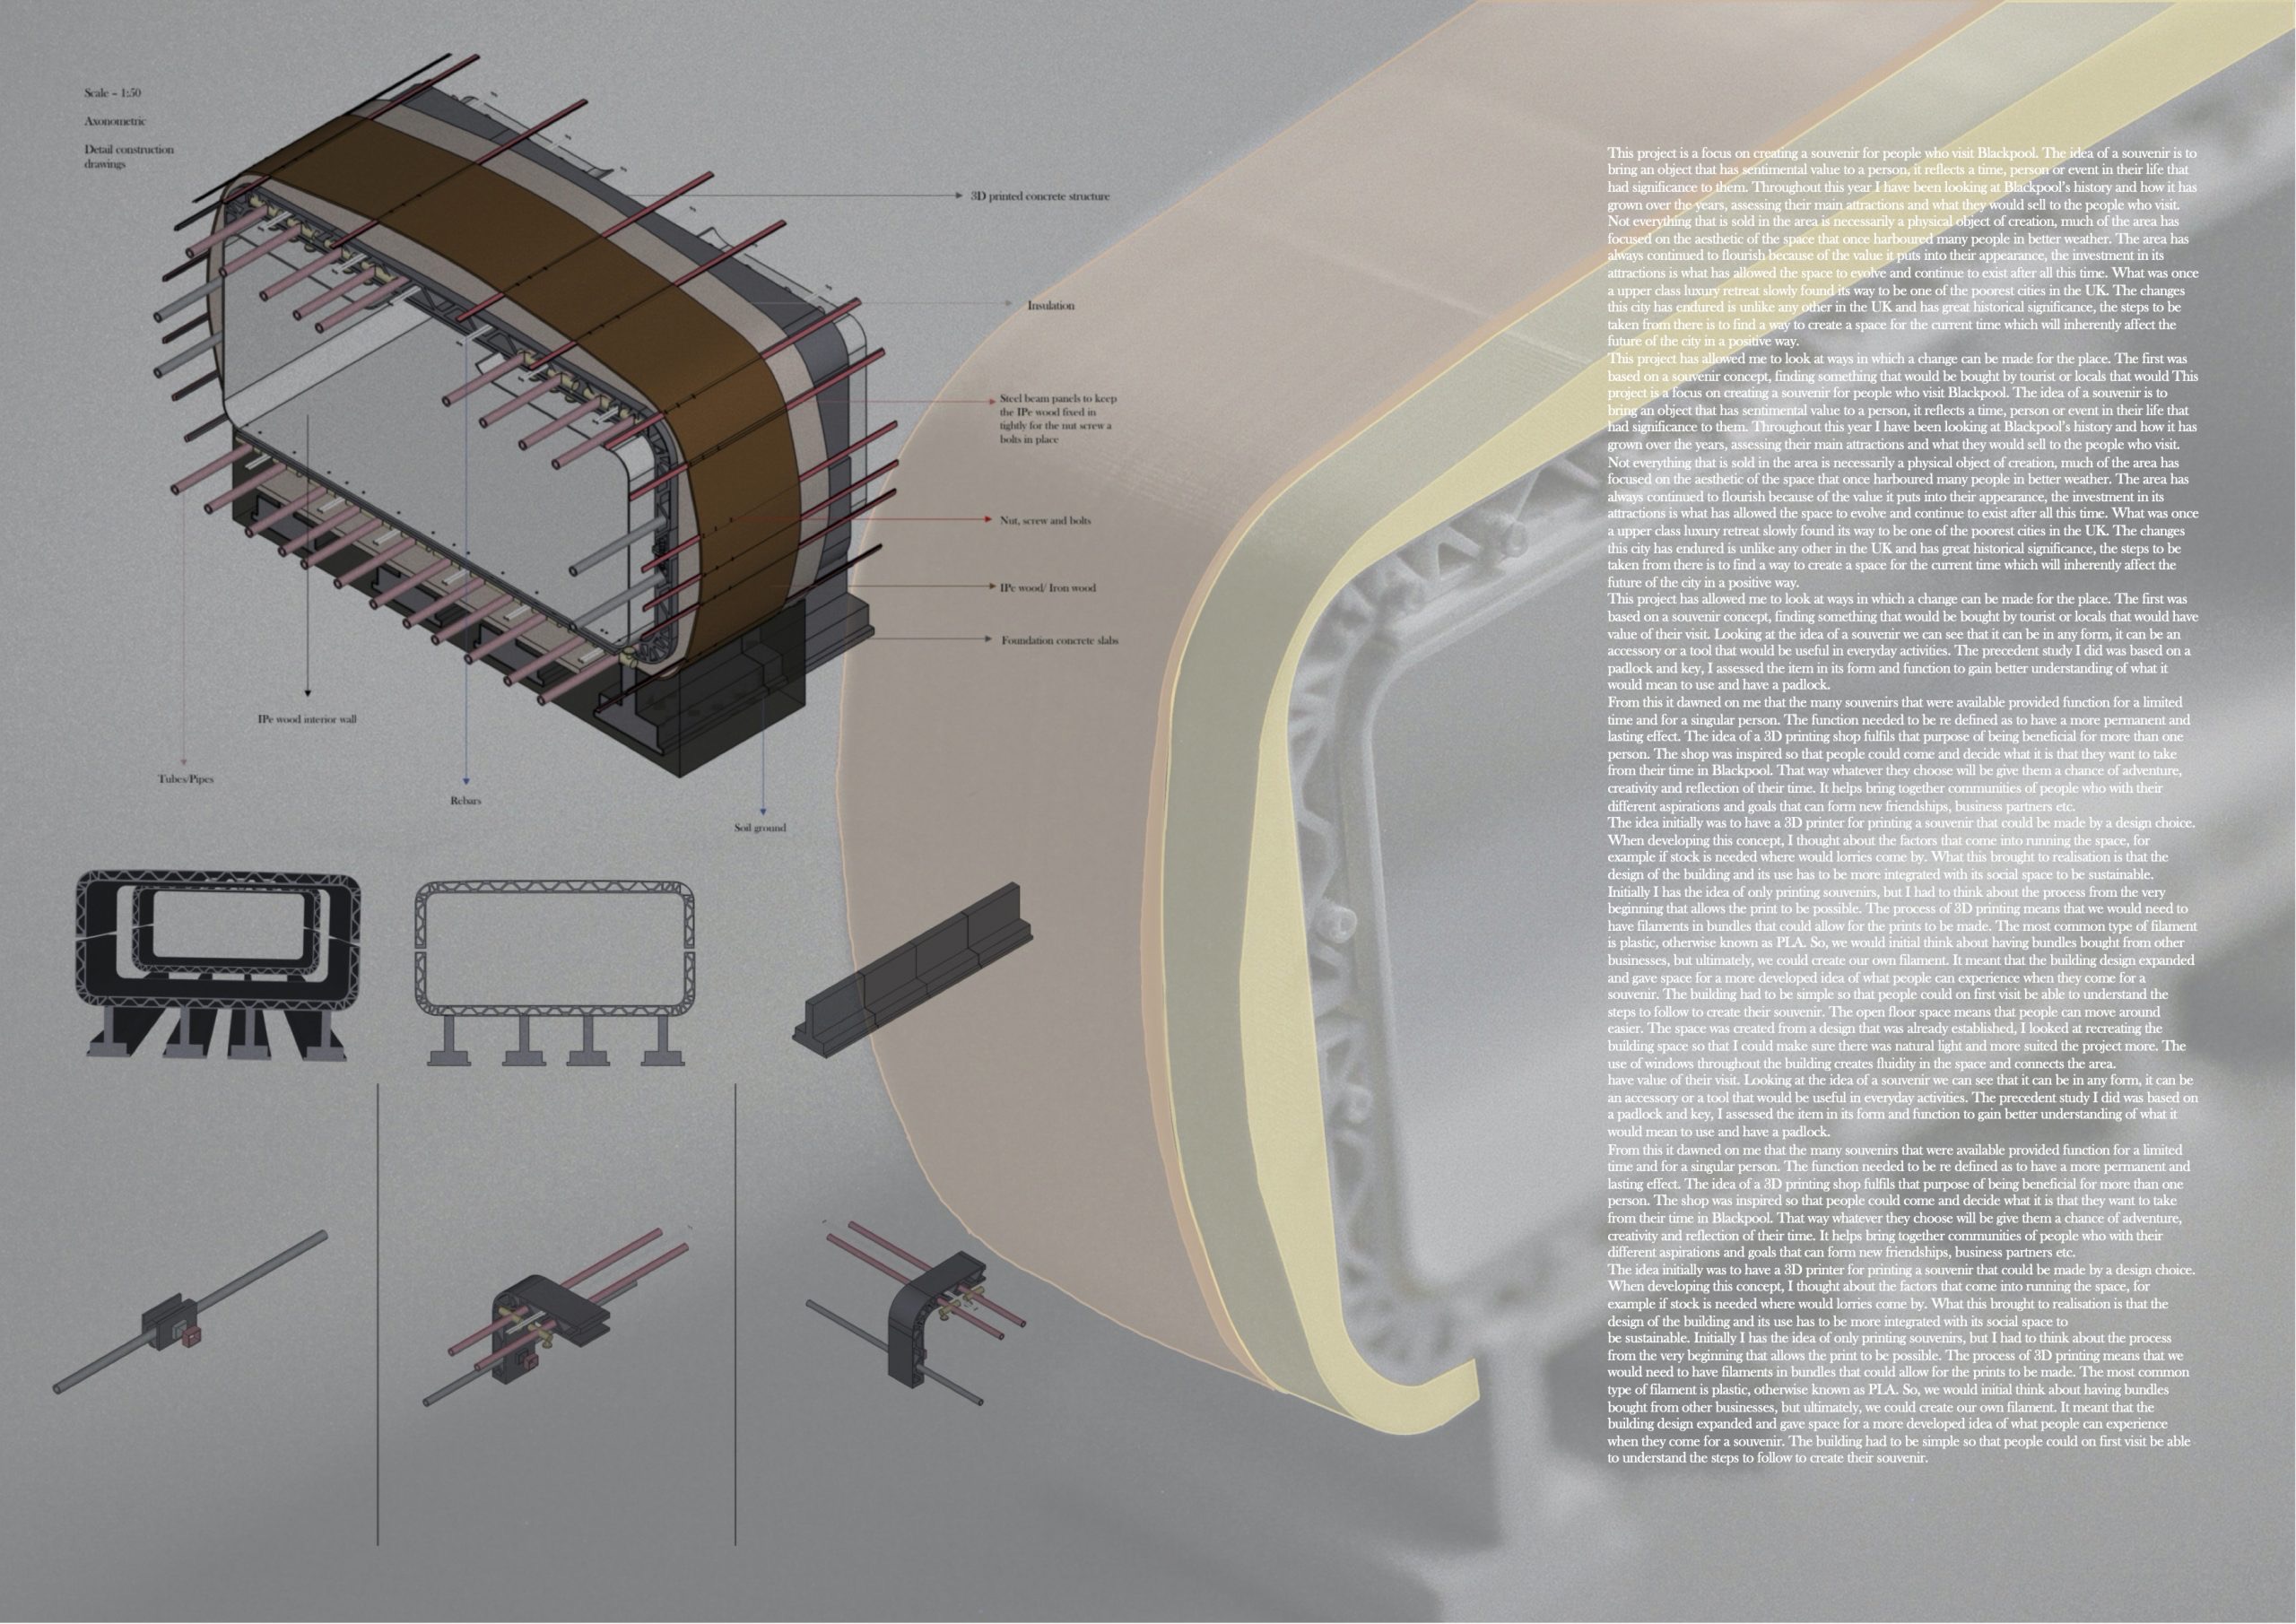 Scale - 1:50
Axonometric
Detail construction
drawings
3D printed concrete structure
Insulation
Steel beam panels to keep
the IPe wood fixed in
tightly for the nut screw a
bolts in place
Nut, screw and bolts
IPe wood/ Iron wood
Foundation concrete slabs
IPe wood interior wall
Tubes/Pipes
Rebars
Soil ground
This project is a focus on creating a souvenir for people who visit Blackpool. The idea of a souvenir is to
bring an object that has sentimental value to a person, it reflects a time, person or event in their life that
had significance to them. Throughout this year I have been looking at Blackpool's history and how it has
grown over the years, assessing their main attractions and what they would sell to the people who visit.
Not everything that is sold in the area is necessarily a physical object of creation, much of the area has
focused on the aesthetic of the space that once harboured many people in better weather. The area has
always continued to flourish because of the value it puts into their appearance, the investment in its
attractions is what has allowed the space to evolve and continue to exist after all this time. What was once
a upper class luxury retreat slowly found its way to be one of the poorest cities in the UK. The changes
this city has endured is unlike any other in the UK and has great historical significance, the steps to be
taken from there is to find a way to create a space for the current time which will inherently affect the
future of the city in a positive way.
This project has allowed me to look at ways in which a change can be made for the place. The first was
based on a souvenir concept, finding something that would be bought by tourist or locals that would This
project is a focus on creating a souvenir for people who visit Blackpool. The idea of a souvenir is to
bring an object that has sentimental value to a person, it reflects a time, person or event in their life that
had significance to them. Throughout this year I have been looking at Blackpool's history and how it has
grown over the years, assessing their main attractions and what they would sell to the people who visit.
Not everything that is sold in the area is necessarily a physical object of creation, much of the area has
focused on the aesthetic of the space that once harboured many people in better weather. The area has
always continued to flourish because of the value it puts into their appearance, the investment in its
attractions is what has allowed the space to evolve and continue to exist after all this time. What was once
a upper class luxury retreat slowly found its way to be one of the poorest cities in the UK. The changes
this city has endured is unlike any other in the UK and has great historical significance, the steps to be
taken from there is to find a way to create a space for the current time which will inherently affect the
future of the city in a positive way.
This project has allowed me to look at ways in which a change can be made for the place. The first was
based on a souvenir concept, finding something that would be bought by tourist or locals that would have
value of their visit. Looking at the idea of a souvenir we can see that it can be in any form, it can be an
accessory or a tool that would be useful in everyday activities. The precedent study I did was based on a
padlock and key, I assessed the item in its form and function to gain better understanding of what it
would mean to use and have a padlock.
From this it dawned on me that the many souvenirs that were available provided function for a limited
time and for a singular person. The function needed to be re defined as to have a more permanent and
lasting effect. The idea of a 3D printing shop fulfils that purpose of being beneficial for more than one
person. The shop was inspired so that people could come and decide what it is that they want to take
from their time in Blackpool. That way whatever they choose will be give them a chance of adventure,
creativity and reflection of their time. It helps bring together communities of people who with their
different aspirations and goals that can form new friendships, business partners etc.
The idea initially was to have a 3D printer for printing a souvenir that could be made by a design choice.
When developing this concept, I thought about the factors that come into running the space, for
example if stock is needed where would lorries come by. What this brought to realisation is that the
design of the building and its use has to be more integrated with its social space to be sustainable.
Initially I has the idea of only printing souvenirs, but I had to think about the process from the very
beginning that allows the print to be possible. The process of 3D printing means that we would need to
have filaments in bundles that could allow for the prints to be made. The most common type of filament
is plastic, otherwise known as PLA. So, we would initial think about having bundles bought from other
businesses, but ultimately, we could create our own filament. It meant that the building design expanded
and gave space for a more developed idea of what people can experience when they come for a
souvenir. The building had to be simple so that people could on first visit be able to understand the
steps to follow to create their souvenir. The open floor space means that people can move around
easier. The space was created from a design that was already established, I looked at recreating the
building space so that I could make sure there was natural light and more suited the project more. The
use of windows throughout the building creates fluidity in the space and connects the area.
have value of their visit. Looking at the idea of a souvenir we can see that it can be in any form, it can be
an accessory or a tool that would be useful in everyday activities. The precedent study I did was based on
a padlock and key, I assessed the item in its form and function to gain better understanding of what it
would mean to use and have a padlock.
From this it dawned on me that the many souvenirs that were available provided function for a limited
time and for a singular person. The function needed to be re defined as to have a more permanent and
lasting effect. The idea of a 3D printing shop fulfils that purpose of being beneficial for more than one
person. The shop was inspired so that people could come and decide what it is that they want to take
from their time in Blackpool. That way whatever they choose will be give them a chance of adventure,
creativity and reflection of their time. It helps bring together communities of people who with their
different aspirations and goals that can form new friendships, business partners etc.
The idea initially was to have a 3D printer for printing a souvenir that could be made by a design choice.
When developing this concept, I thought about the factors that come into running the space, for
example if stock is needed where would lorries come by. What this brought to realisation is that the
design of the building and its use has to be more integrated with its social space to
be sustainable. Initially I has the idea of only printing souvenirs, but I had to think about the process
from the very beginning that allows the print to be possible. The process of 3D printing means that we
would need to have filaments in bundles that could allow for the prints to be made. The most common
type of filament is plastic, otherwise known as PLA. So, we would initial think about having bundles
bought from other businesses, but ultimately, we could create our own filament. It meant that the
building design expanded and gave space for a more developed idea of what people can experience
when they come for a souvenir. The building had to be simple so that people could on first visit be able
to understand the steps to follow to create their souvenir.